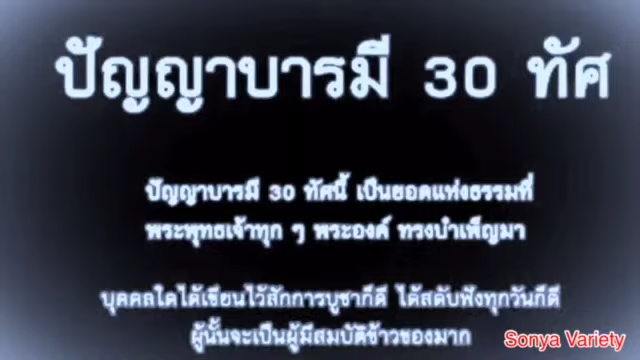 ปัญญาบารมี 30 ทัศ
ปัญญาบารมี 30 ทัศนี้ เป็นยอดแห่งธรรมที่
พระพุทธเจ้าทุก ๆ พระองค์ ทรงบำเพ็ญมา
บุคคลใดได้เขียนไว้สักการบูชาก็ดี ได้สดับฟังทุกวันก็ดี
ผู้นั้นจะเป็นผู้มีสมบัติข้าวของมาก
Sonya Variety